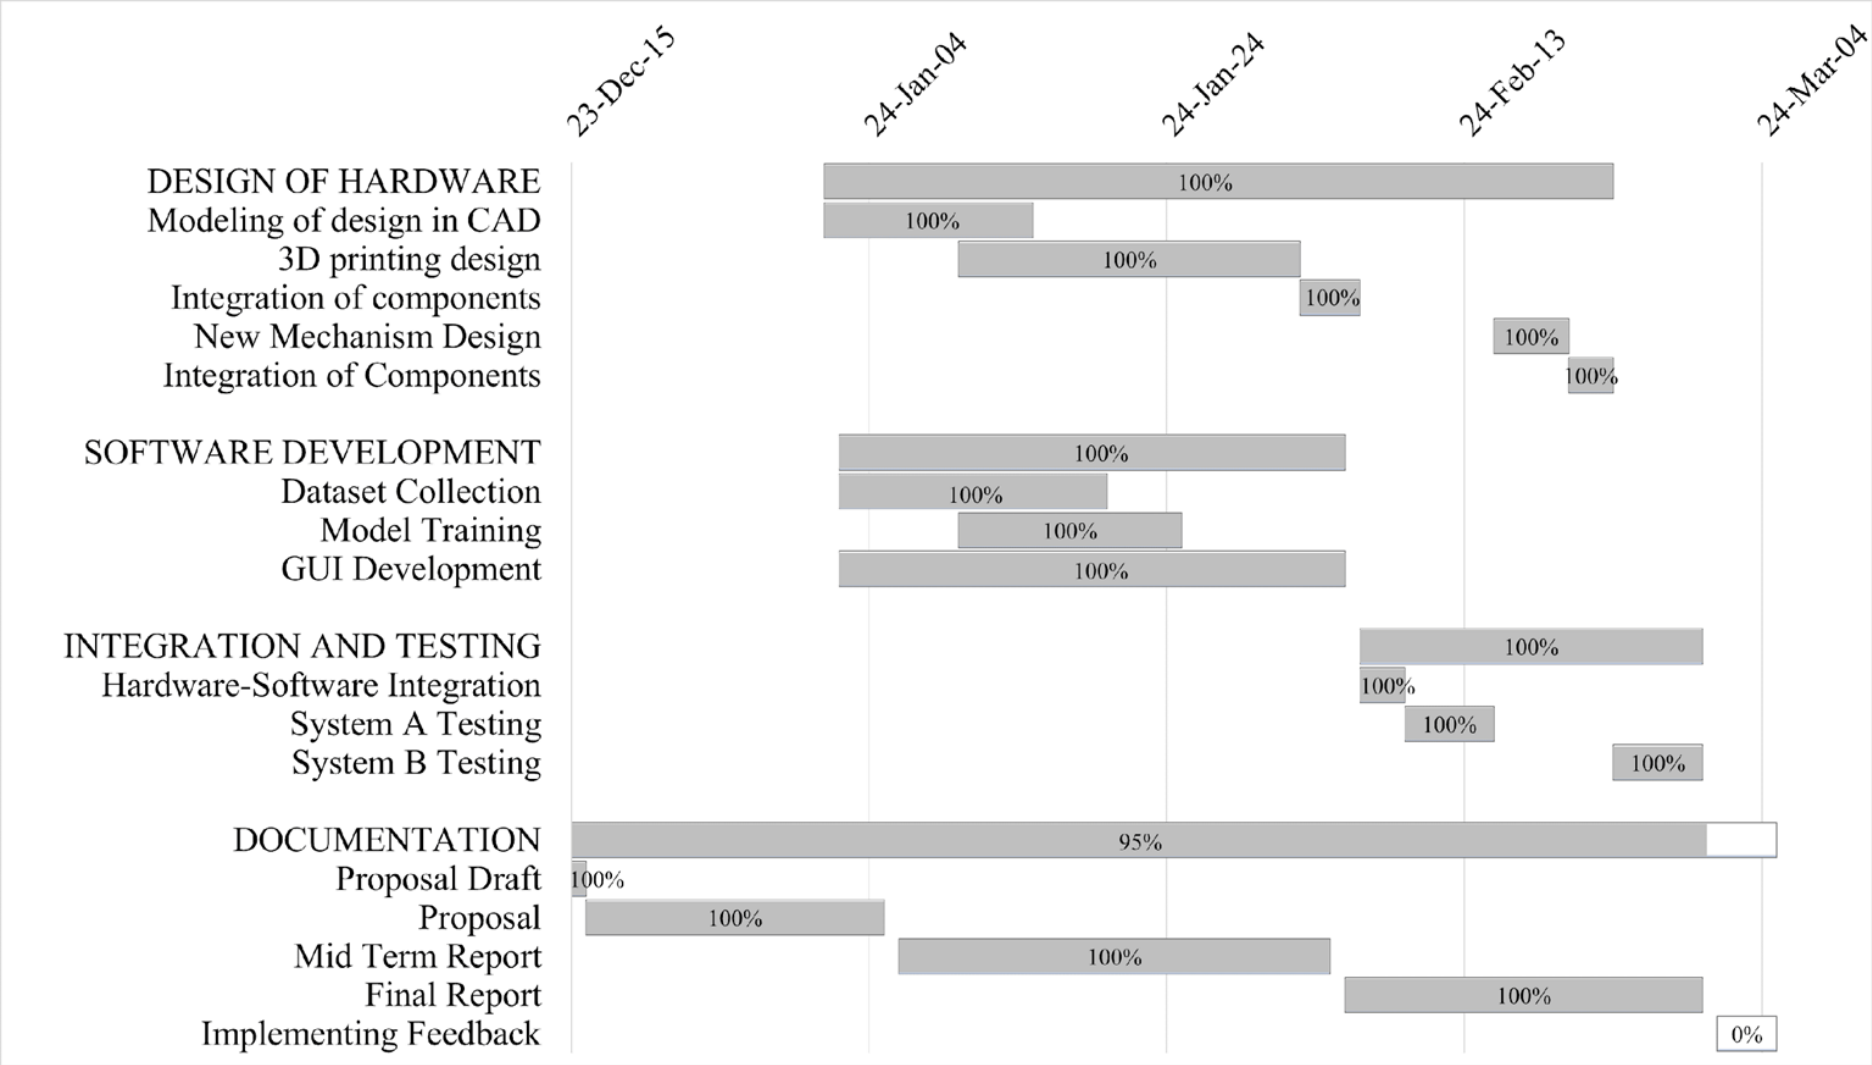 23-Dec-15
24-Jan-04
24-Jan-24
24-Feb-13
24-Mar-04
DESIGN OF HARDWARE 100%
Modeling of design in CAD 100%
3D printing design 100%
Integration of components 100%
New Mechanism Design 100%
Integration of Components 100%
SOFTWARE DEVELOPMENT 100%
Dataset Collection 100%
Model Training 100%
GUI Development 100%
INTEGRATION AND TESTING 100%
Hardware-Software Integration 100%
System A Testing 100%
System B Testing 100%
DOCUMENTATION 95%
Proposal Draft 100%
Proposal 100%
Mid Term Report 100%
Final Report 100%
Implementing Feedback 0%